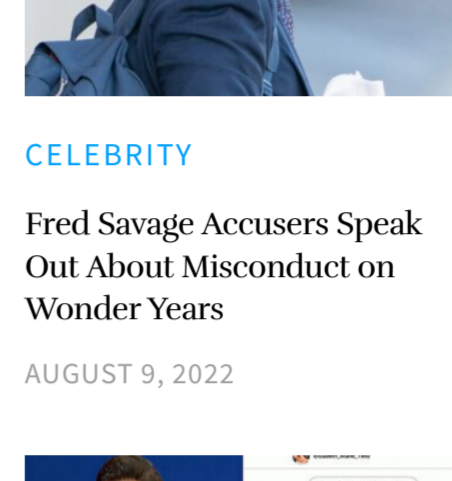 CELEBRITY
Fred Savage Accusers Speak
Out About Misconduct on
Wonder Years
AUGUST 9, 2022